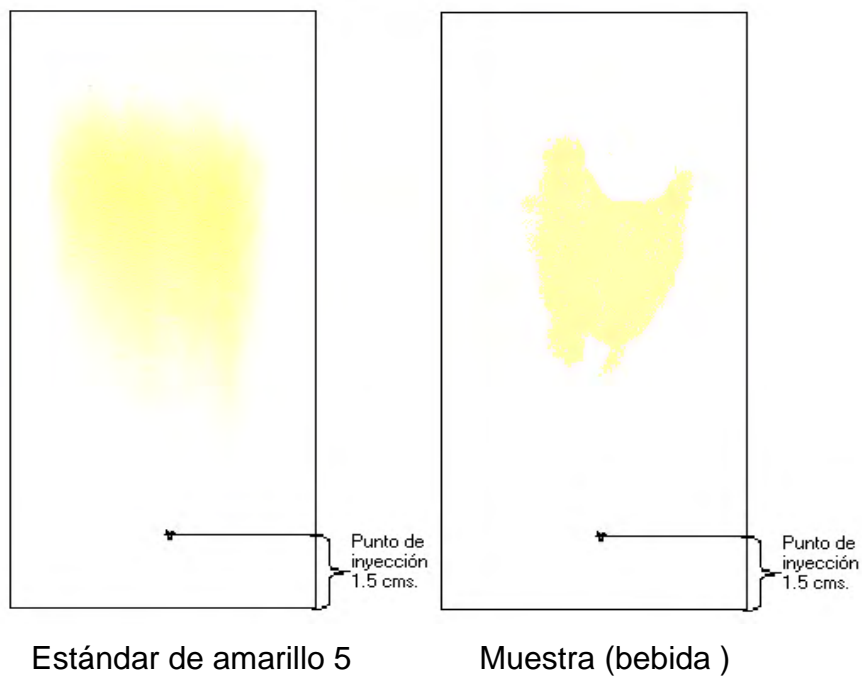 Punto de
inyección
1.5 cms.
Punto de
inyección
1.5 cms.
Estándar de amarillo 5
Muestra (bebida )